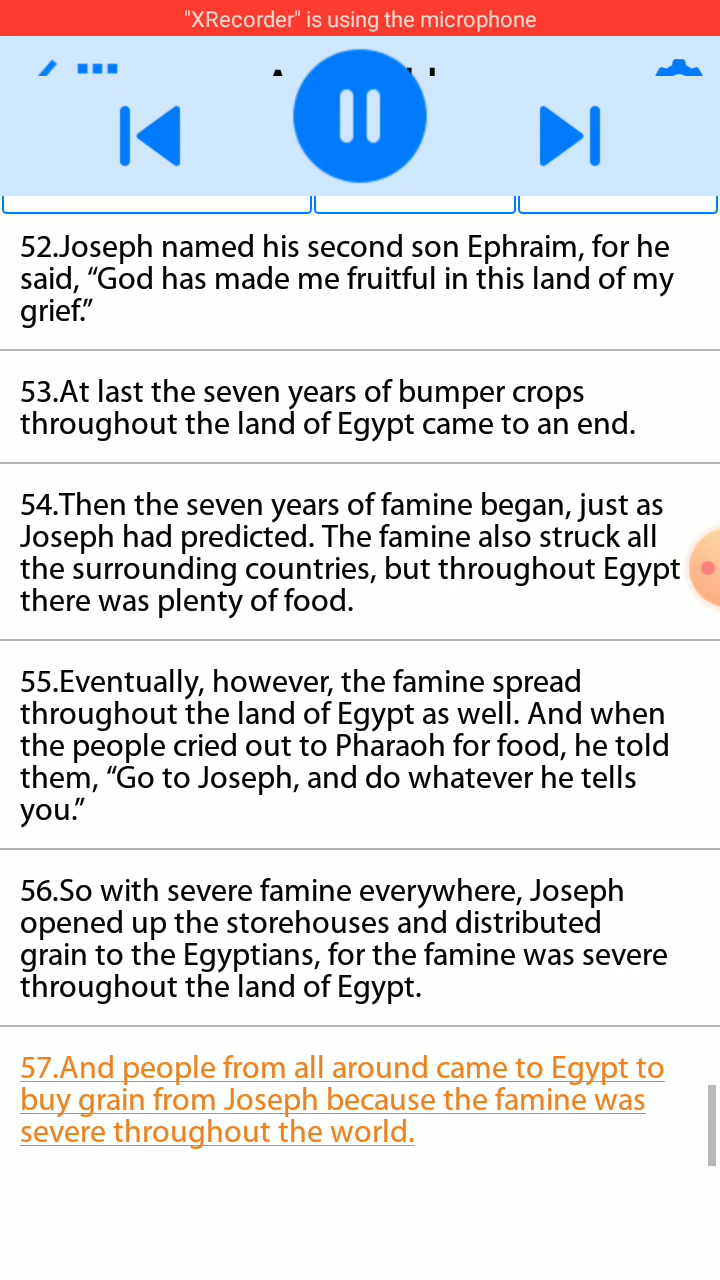 "XRecorder" is using the microphone
52.Joseph named his second son Ephraim, for he
said, “God has made me fruitful in this land of my
grief.”
53.At last the seven years of bumper crops
throughout the land of Egypt came to an end.
54.Then the seven years of famine began, just as
Joseph had predicted. The famine also struck all
the surrounding countries, but throughout Egypt
there was plenty of food.
55.Eventually, however, the famine spread
throughout the land of Egypt as well. And when
the people cried out to Pharaoh for food, he told
them, “Go to Joseph, and do whatever he tells
you.”
56.So with severe famine everywhere, Joseph
opened up the storehouses and distributed
grain to the Egyptians, for the famine was severe
throughout the land of Egypt.
57.And people from all around came to Egypt to
buy grain from Joseph because the famine was
severe throughout the world.